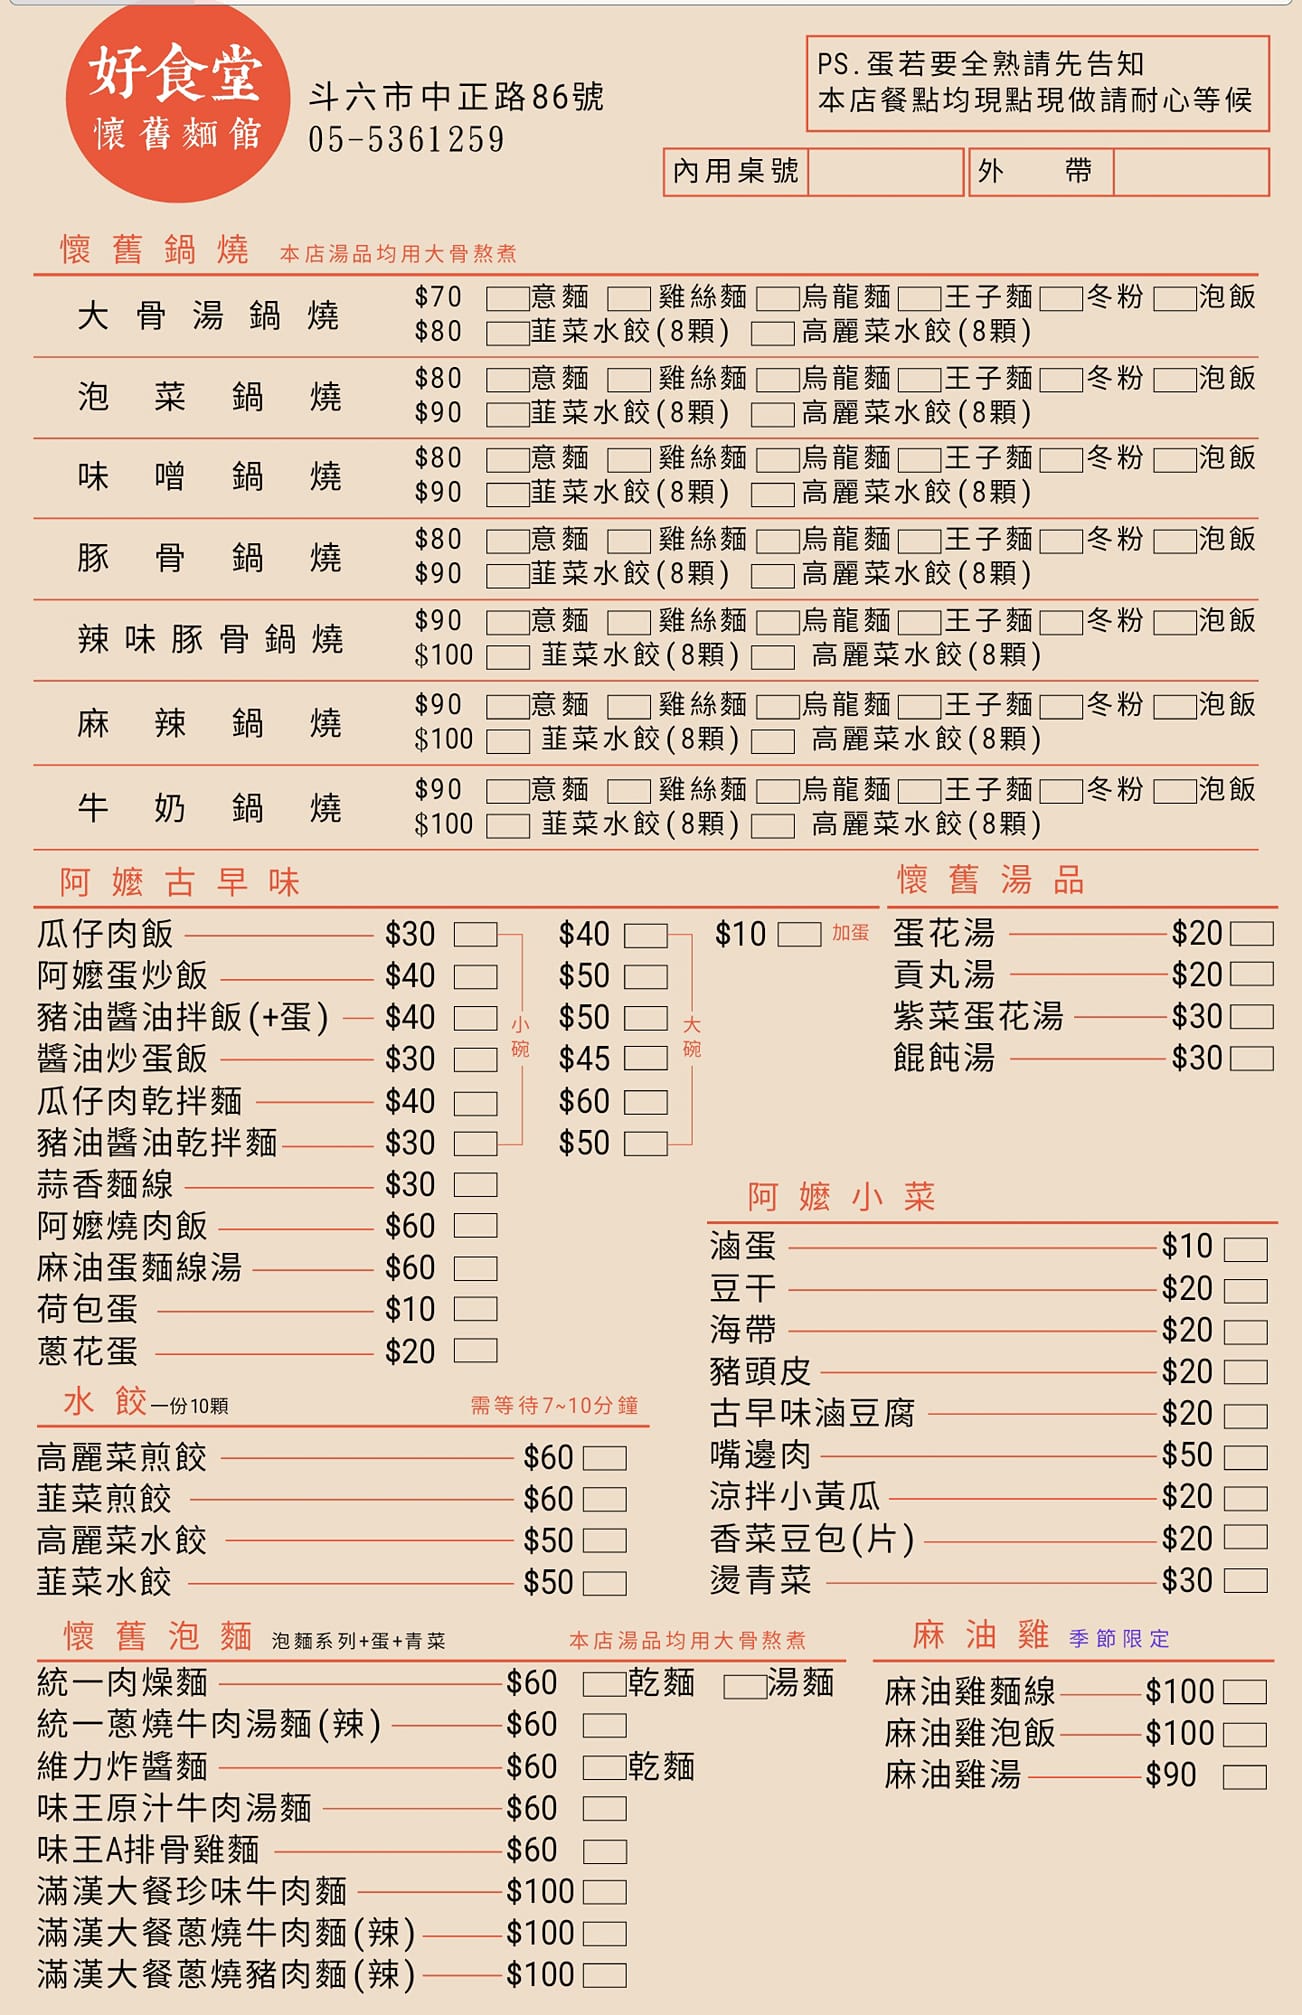 好食堂
懷舊麵館
斗六市中正路86號
05-5361259
PS.蛋若要全熟請先告知
本店餐點均現點現做請耐心等候
內用桌號 外 帶
懷舊鍋燒 本店湯品均用大骨熬煮
大骨湯鍋燒
$70 意麵 雞絲麵 烏龍麵 王子麵 冬粉 泡飯
$80 韮菜水餃(8顆) 高麗菜水餃(8顆)
泡菜鍋燒
$80 意麵 雞絲麵 烏龍麵 王子麵 冬粉 泡飯
$90 韮菜水餃(8顆) 高麗菜水餃(8顆)
味噌鍋燒
$80 意麵 雞絲麵 烏龍麵 王子麵 冬粉 泡飯
$90 韮菜水餃(8顆) 高麗菜水餃(8顆)
豚骨鍋燒
$80 意麵 雞絲麵 烏龍麵 王子麵 冬粉 泡飯
$90 韮菜水餃(8顆) 高麗菜水餃(8顆)
辣味豚骨鍋燒
$90 意麵 雞絲麵 烏龍麵 王子麵 冬粉 泡飯
$100 韮菜水餃(8顆) 高麗菜水餃(8顆)
麻辣鍋燒
$90 意麵 雞絲麵 烏龍麵 王子麵 冬粉 泡飯
$100 韮菜水餃(8顆) 高麗菜水餃(8顆)
牛奶鍋燒
$90 意麵 雞絲麵 烏龍麵 王子麵 冬粉 泡飯
$100 韮菜水餃(8顆) 高麗菜水餃(8顆)
阿嬤古早味
瓜仔肉飯 $30 $40 $10 加蛋
阿嬤蛋炒飯 $40 $50
豬油醬油拌飯(+蛋) $40 小碗 $50 大碗
醬油炒蛋飯 $30 $45
瓜仔肉乾拌麵 $40 $60
豬油醬油乾拌麵 $30 $50
蒜香麵線 $30
阿嬤燒肉飯 $60
麻油蛋麵線湯 $60
荷包蛋 $10
蔥花蛋 $20
懷舊湯品
蛋花湯 $20
貢丸湯 $20
紫菜蛋花湯 $30
餛飩湯 $30
阿嬤小菜
滷蛋 $10
豆干 $20
海帶 $20
豬頭皮 $20
古早味滷豆腐 $20
嘴邊肉 $50
涼拌小黃瓜 $20
香菜豆包(片) $20
燙青菜 $30
水餃 一份10顆 需等待7~10分鐘
高麗菜煎餃 $60
韮菜煎餃 $60
高麗菜水餃 $50
韮菜水餃 $50
懷舊泡麵 泡麵系列+蛋+青菜 本店湯品均用大骨熬煮
統一肉燥麵 $60 乾麵 湯麵
統一蔥燒牛肉湯麵(辣) $60
維力炸醬麵 $60 乾麵
味王原汁牛肉湯麵 $60
味王A排骨雞麵 $60
滿漢大餐珍味牛肉麵 $100
滿漢大餐蔥燒牛肉麵(辣) $100
滿漢大餐蔥燒豬肉麵(辣) $100
麻油雞 季節限定
麻油雞麵線 $100
麻油雞泡飯 $100
麻油雞湯 $90